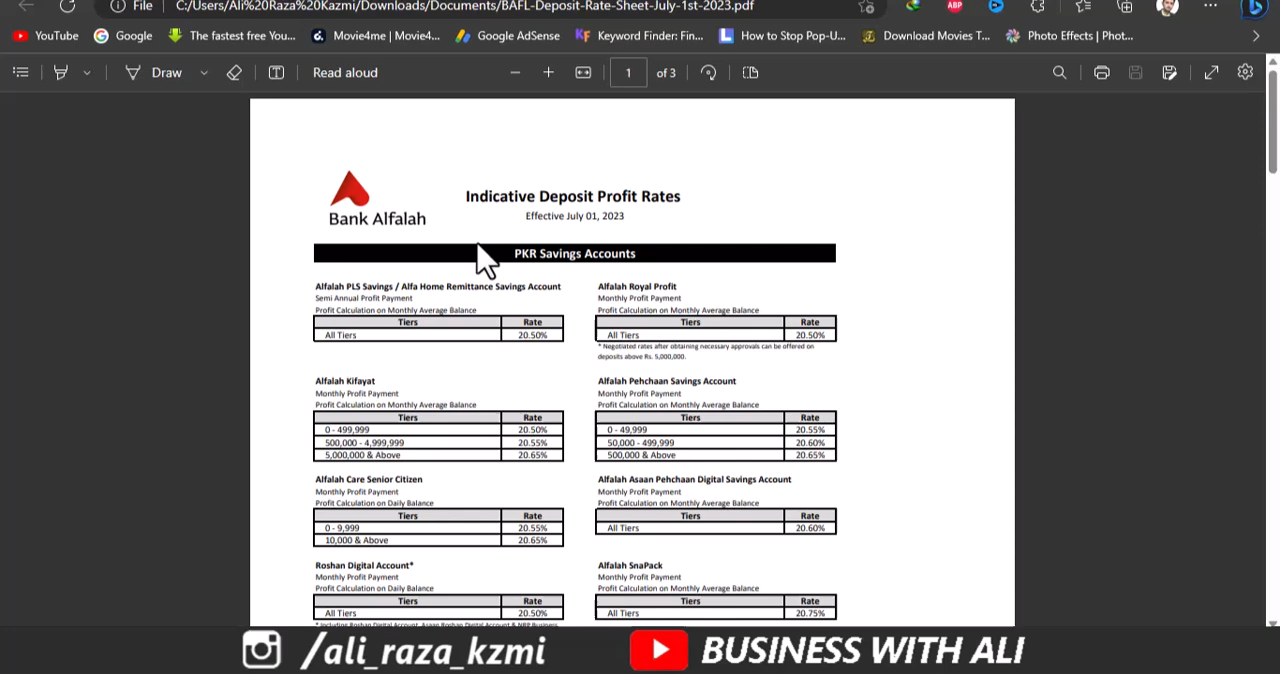 File C:/Users/Ali%20Raza%20Kazmi/Downloads/Documents/BAFL-Deposit-Rate-Sheet-July-1st-2023.pdf
ABP
YouTube Google The fastest free You... Movie4me | Movie4... Google AdSense Keyword Finder: Fin... How to Stop Pop-U... Download Movies T... Photo Effects | Phot...
Draw Read aloud 1 of 3
Bank Alfalah
Indicative Deposit Profit Rates
Effective July 01, 2023
PKR Savings Accounts
Alfalah PLS Savings / Alfa Home Remittance Savings Account
Semi Annual Profit Payment
Profit Calculation on Monthly Average Balance
Tiers Rate
All Tiers 20.50%
Alfalah Royal Profit
Monthly Profit Payment
Profit Calculation on Monthly Average Balance
Tiers Rate
All Tiers 20.50%
* Negotiated rates after obtaining necessary approvals can be offered on
deposits above Rs. 5,000,000.
Alfalah Kifayat
Monthly Profit Payment
Profit Calculation on Monthly Average Balance
Tiers Rate
0 - 499,999 20.50%
500,000 - 4,999,999 20.55%
5,000,000 & Above 20.65%
Alfalah Pehchaan Savings Account
Monthly Profit Payment
Profit Calculation on Monthly Average Balance
Tiers Rate
0 - 49,999 20.55%
50,000 - 499,999 20.60%
500,000 & Above 20.65%
Alfalah Care Senior Citizen
Monthly Profit Payment
Profit Calculation on Daily Balance
Tiers Rate
0 - 9,999 20.55%
10,000 & Above 20.65%
Alfalah Asaan Pehchaan Digital Savings Account
Monthly Profit Payment
Profit Calculation on Monthly Average Balance
Tiers Rate
All Tiers 20.60%
Roshan Digital Account*
Monthly Profit Payment
Profit Calculation on Daily Balance
Tiers Rate
All Tiers 20.50%
* Including Roshan Digital Account, Asaan Roshan Digital Account & NRP Business
Alfalah SnaPack
Monthly Profit Payment
Profit Calculation on Monthly Average Balance
Tiers Rate
All Tiers 20.75%
/ali_raza_kzmi BUSINESS WITH ALI